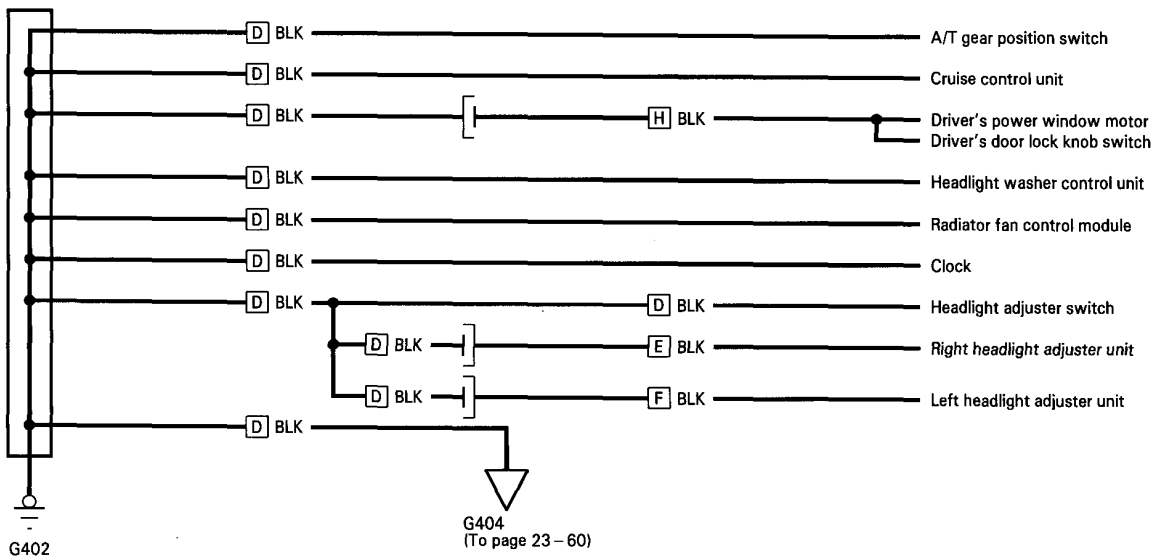 D BLK A/T gear position switch
D BLK Cruise control unit
D BLK H BLK Driver's power window motor
Driver's door lock knob switch
D BLK Headlight washer control unit
D BLK Radiator fan control module
D BLK Clock
D BLK D BLK Headlight adjuster switch
D BLK E BLK Right headlight adjuster unit
D BLK F BLK Left headlight adjuster unit
D BLK
G404
(To page 23-60)
G402